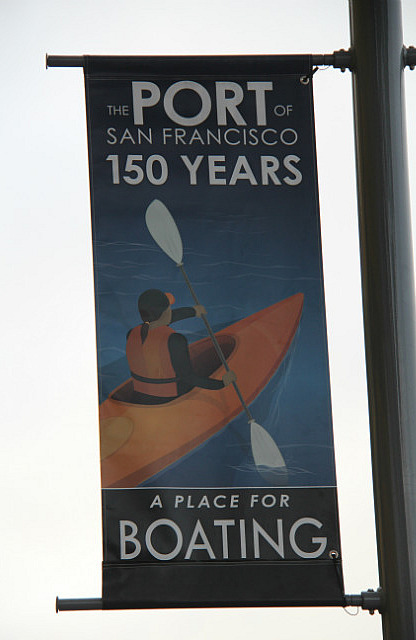 THE PORT OF
SAN FRANCISCO
150 YEARS
A PLACE FOR
BOATING